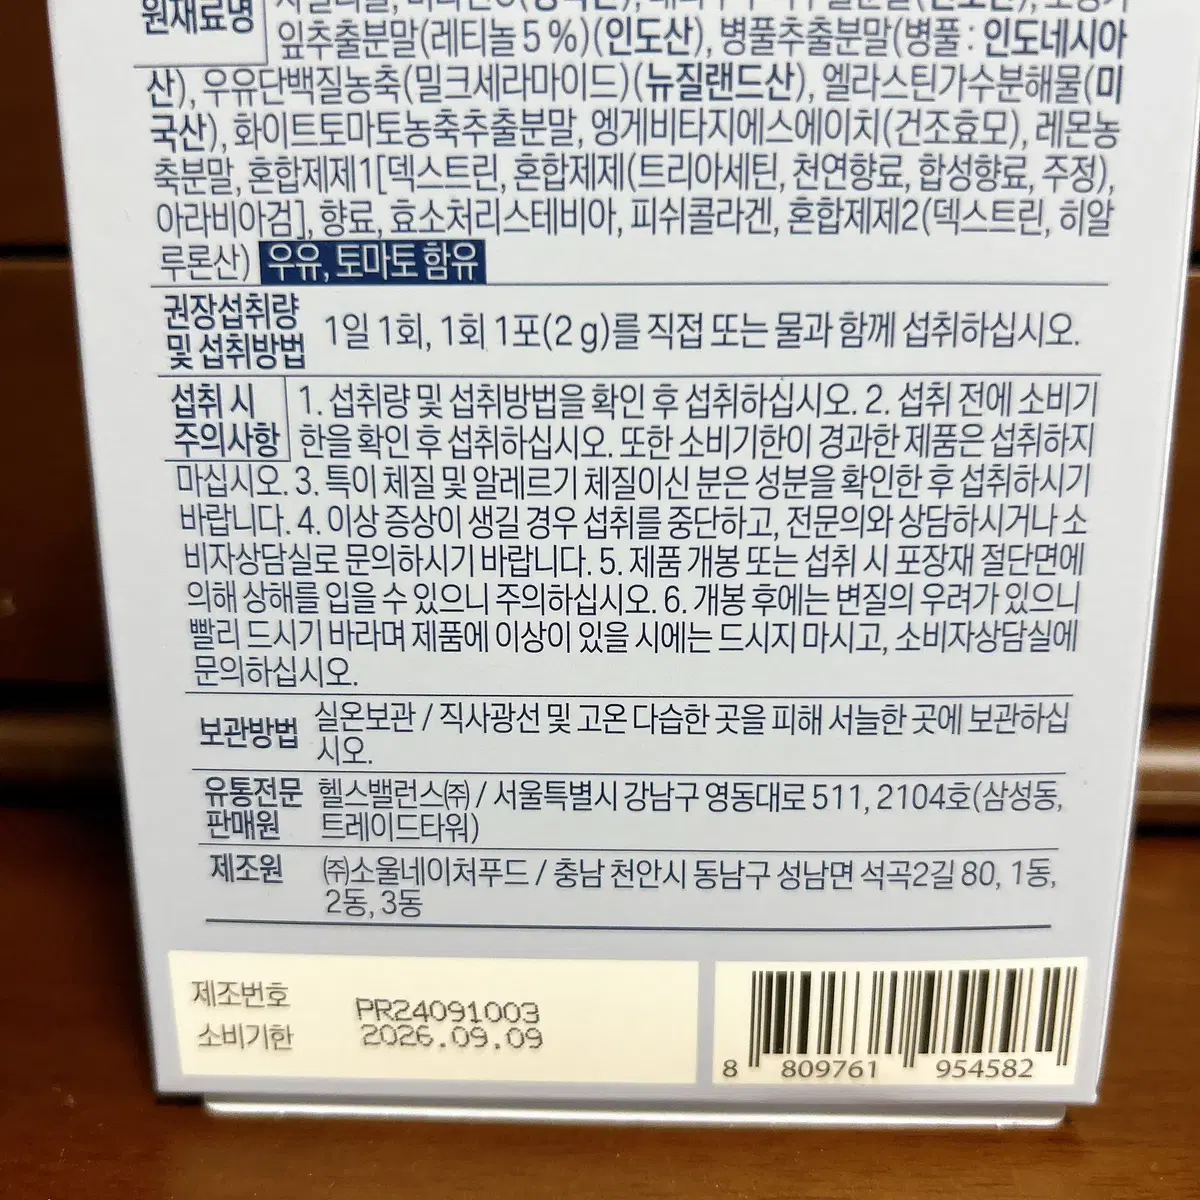 원재료명
잎추출분말(레티놀 5 %)(인도산), 병풀추출분말(병풀 : 인도네시아
산), 우유단백질농축(밀크세라마이드)(뉴질랜드산), 엘라스틴가수분해물(미
국산), 화이트토마토농축추출분말, 엥게비타지에스에이치(건조효모), 레몬농
축분말, 혼합제제1[덱스트린, 혼합제제(트리아세틴, 천연향료, 합성향료, 주정),
아라비아검], 향료, 효소처리스테비아, 피쉬콜라겐, 혼합제제2(덱스트린, 히알
루론산) 우유, 토마토 함유
권장섭취량
및 섭취방법
1일 1회, 1회 1포(2 g)를 직접 또는 물과 함께 섭취하십시오.
섭취 시
주의사항
1. 섭취량 및 섭취방법을 확인 후 섭취하십시오. 2. 섭취 전에 소비기
한을 확인 후 섭취하십시오. 또한 소비기한이 경과한 제품은 섭취하지
마십시오. 3. 특이 체질 및 알레르기 체질이신 분은 성분을 확인한 후 섭취하시기
바랍니다. 4. 이상 증상이 생길 경우 섭취를 중단하고, 전문의와 상담하시거나 소
비자상담실로 문의하시기 바랍니다. 5. 제품 개봉 또는 섭취 시 포장재 절단면에
의해 상해를 입을 수 있으니 주의하십시오. 6. 개봉 후에는 변질의 우려가 있으니
빨리 드시기 바라며 제품에 이상이 있을 시에는 드시지 마시고, 소비자상담실에
문의하십시오.
보관방법
실온보관 / 직사광선 및 고온 다습한 곳을 피해 서늘한 곳에 보관하십
시오.
유통전문
판매원
헬스밸런스㈜ / 서울특별시 강남구 영동대로 511, 2104호(삼성동,
트레이드타워)
제조원
㈜소울네이처푸드 / 충남 천안시 동남구 성남면 석곡2길 80, 1동,
2동, 3동
제조번호 PR24091003
소비기한 2026.09.09
8 809761 954582